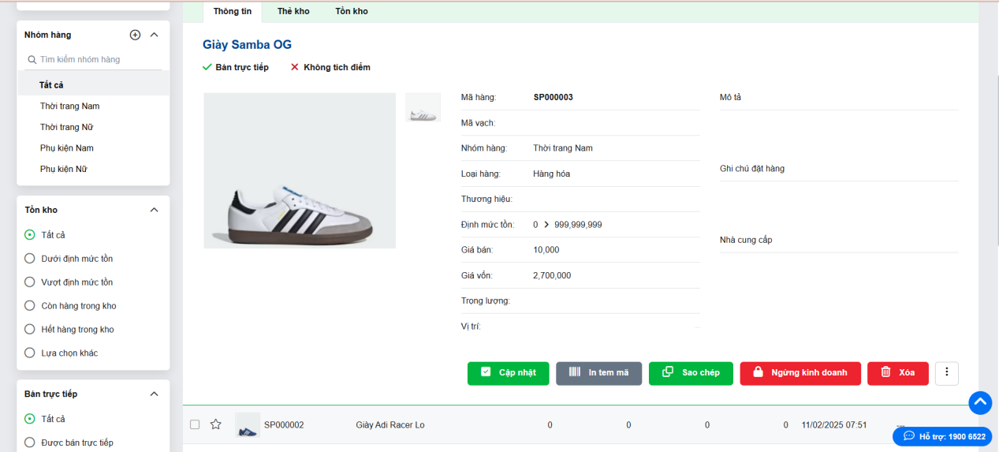 Thông tin
Thẻ kho
Tồn kho
Nhóm hàng
Tìm kiếm nhóm hàng
Tất cả
Thời trang Nam
Thời trang Nữ
Phụ kiện Nam
Phụ kiện Nữ
Tồn kho
Tất cả
Dưới định mức tồn
Vượt định mức tồn
Còn hàng trong kho
Hết hàng trong kho
Lựa chọn khác
Bán trực tiếp
Tất cả
Được bán trực tiếp
Giày Samba OG
Bán trực tiếp
Không tích điểm
Mã hàng: SP000003
Mã vạch:
Nhóm hàng: Thời trang Nam
Loại hàng: Hàng hóa
Thương hiệu:
Định mức tồn: 0 > 999,999,999
Giá bán: 10,000
Giá vốn: 2,700,000
Trọng lượng:
Vị trí:
Mô tả
Ghi chú đặt hàng
Nhà cung cấp
Cập nhật
In tem mã
Sao chép
Ngừng kinh doanh
Xóa
SP000002 Giày Adi Racer Lo 0 0 0 0 11/02/2025 07:51 ---
Hỗ trợ: 1900 6522